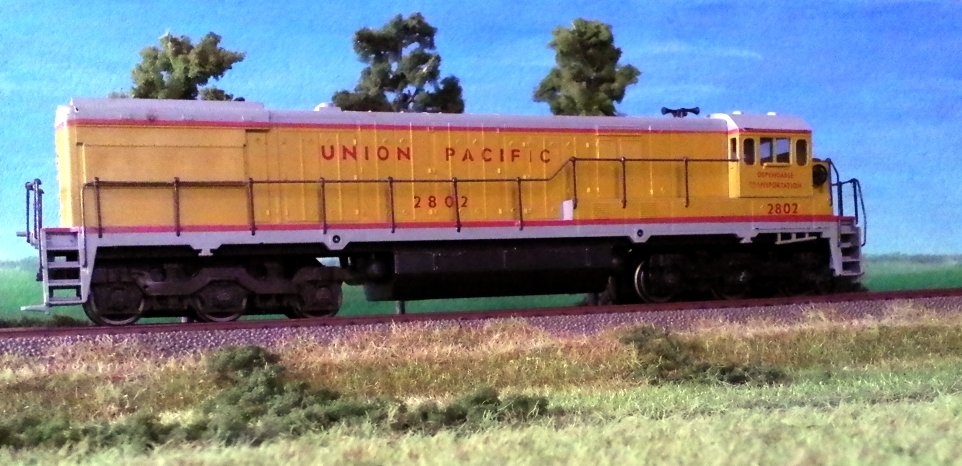 UNION PACIFIC
2802
DEPENDABLE
TRANSPORTATION
2802